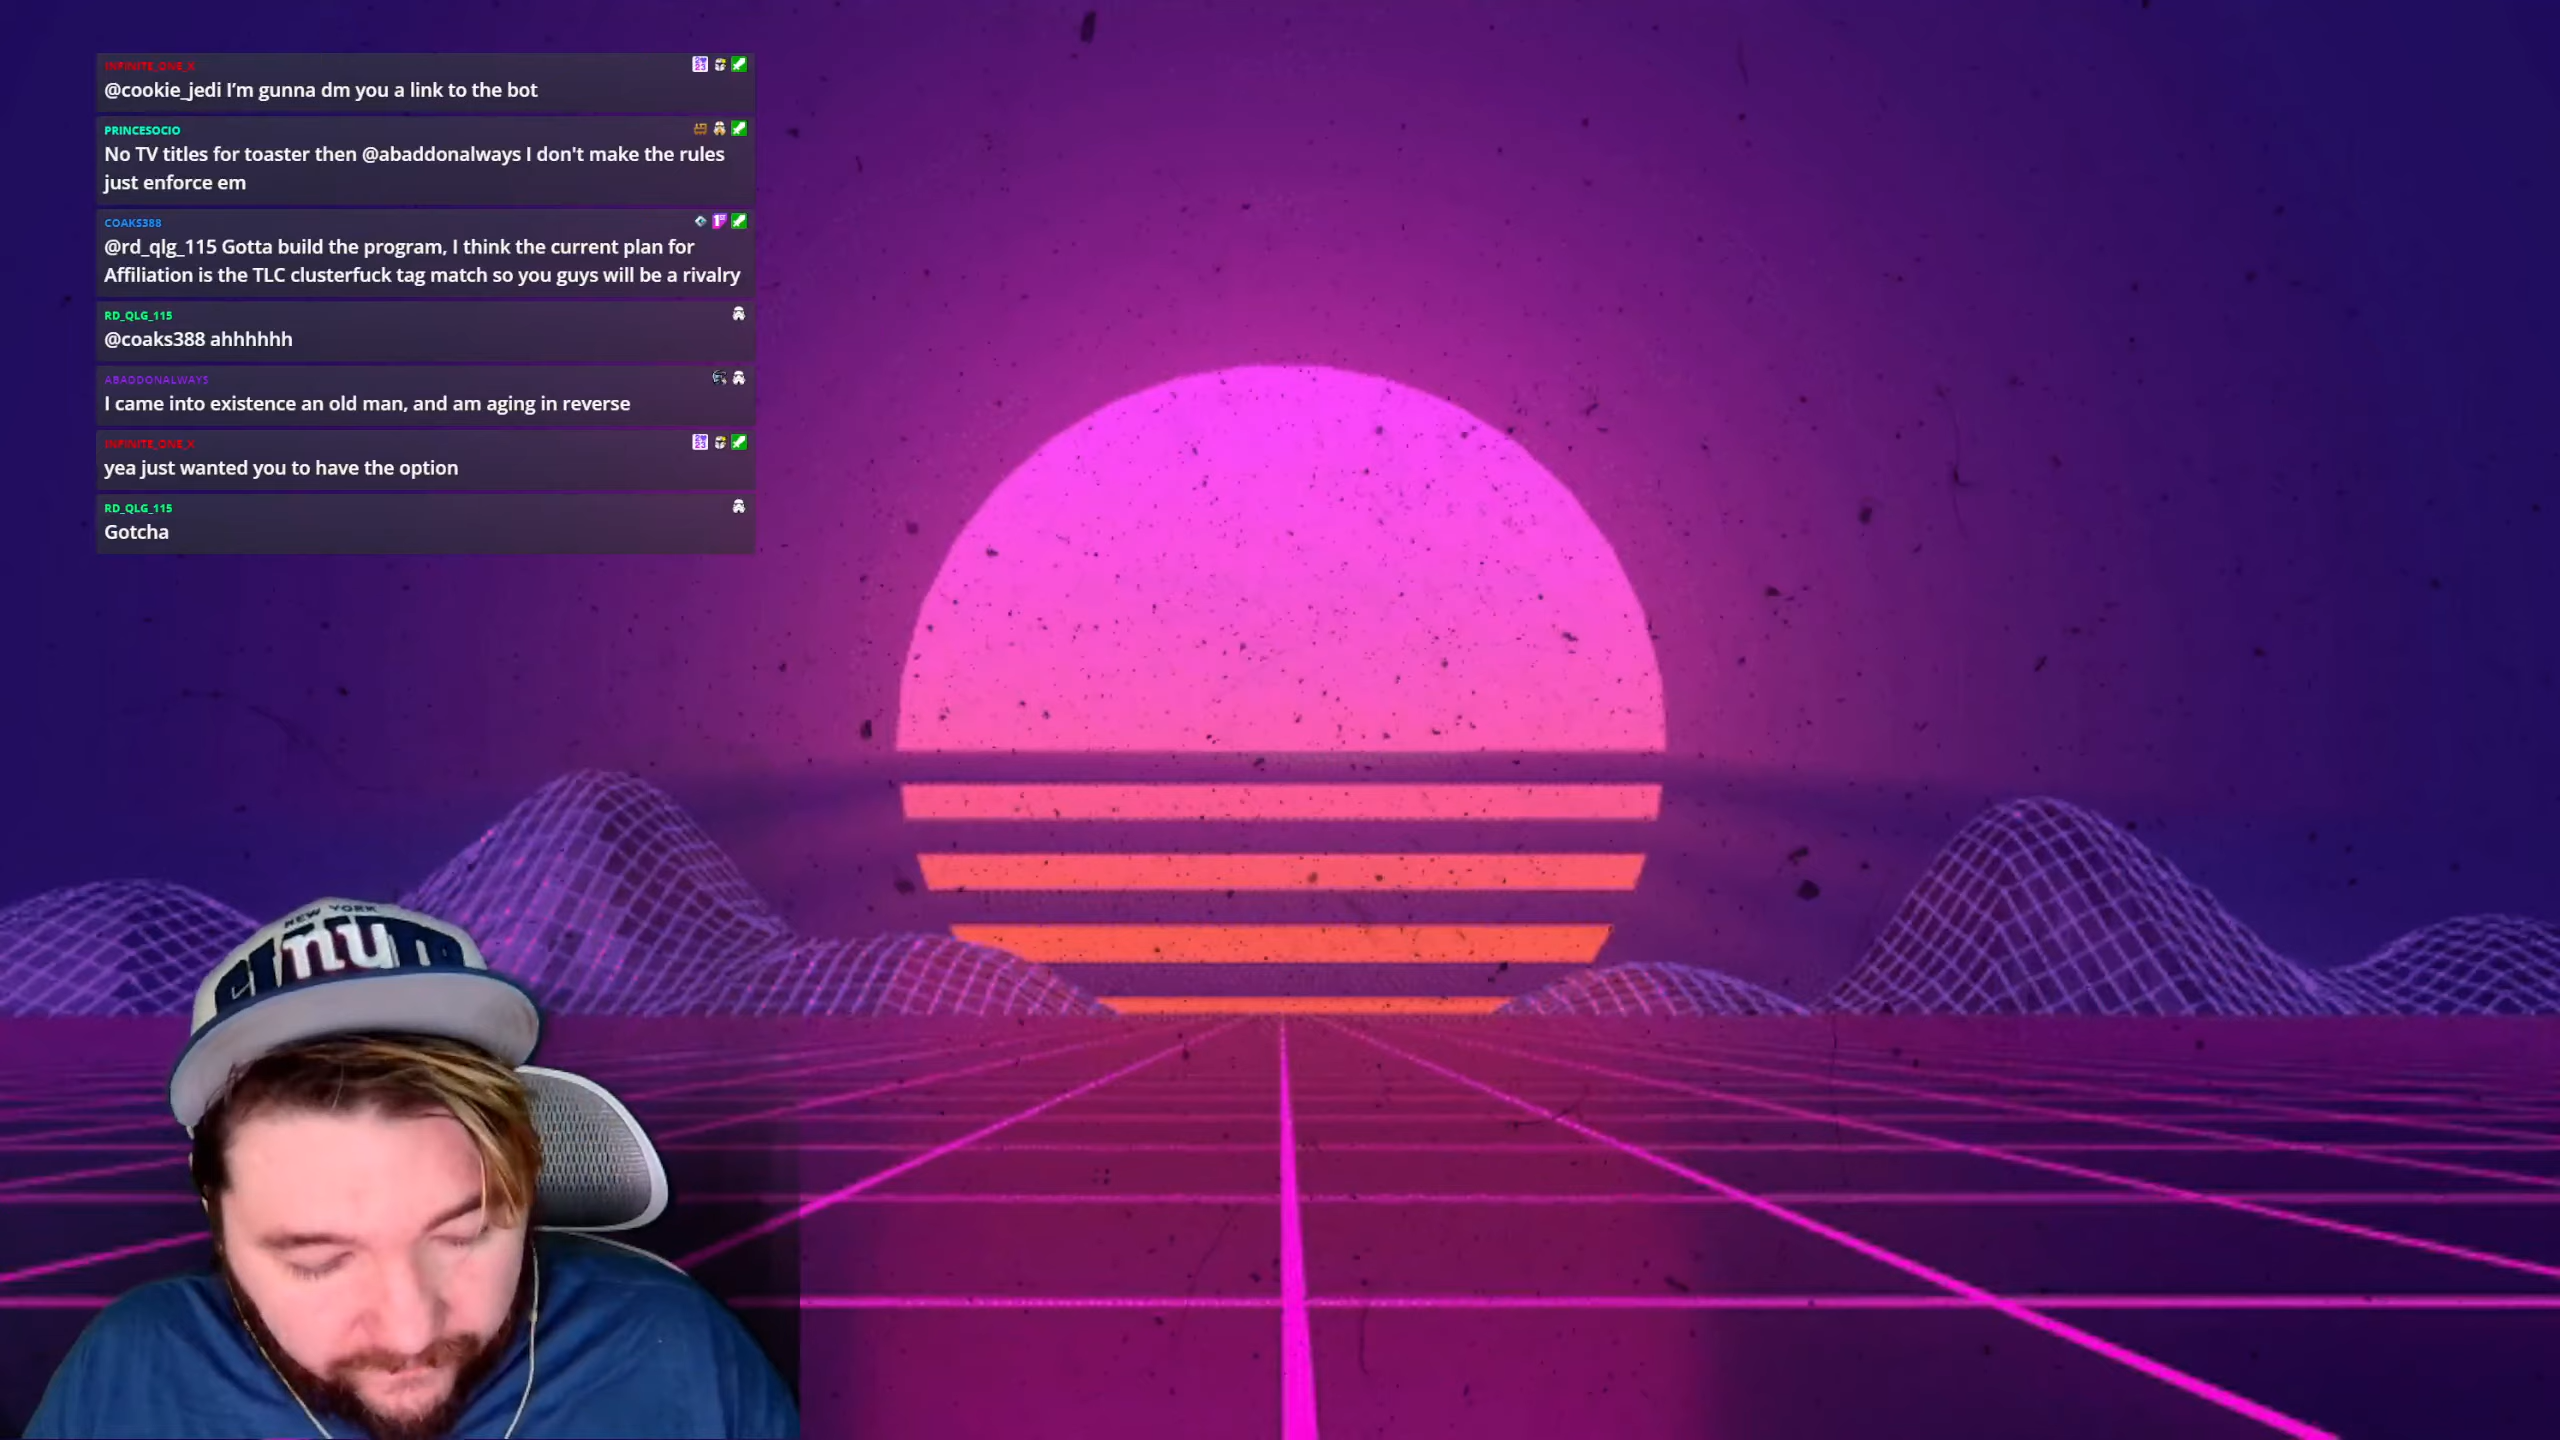 INFINITE_ONE_X
@cookie_jedi I’m gunna dm you a link to the bot
PRINCESOCIO
No TV titles for toaster then @abaddonalways I don't make the rules
just enforce em
COAKS388
@rd_qlg_115 Gotta build the program, I think the current plan for
Affiliation is the TLC clusterfuck tag match so you guys will be a rivalry
RD_QLG_115
@coaks388 ahhhhhh
ABADDONALWAYS
I came into existence an old man, and am aging in reverse
INFINITE_ONE_X
yea just wanted you to have the option
RD_QLG_115
Gotcha
NEW YORK